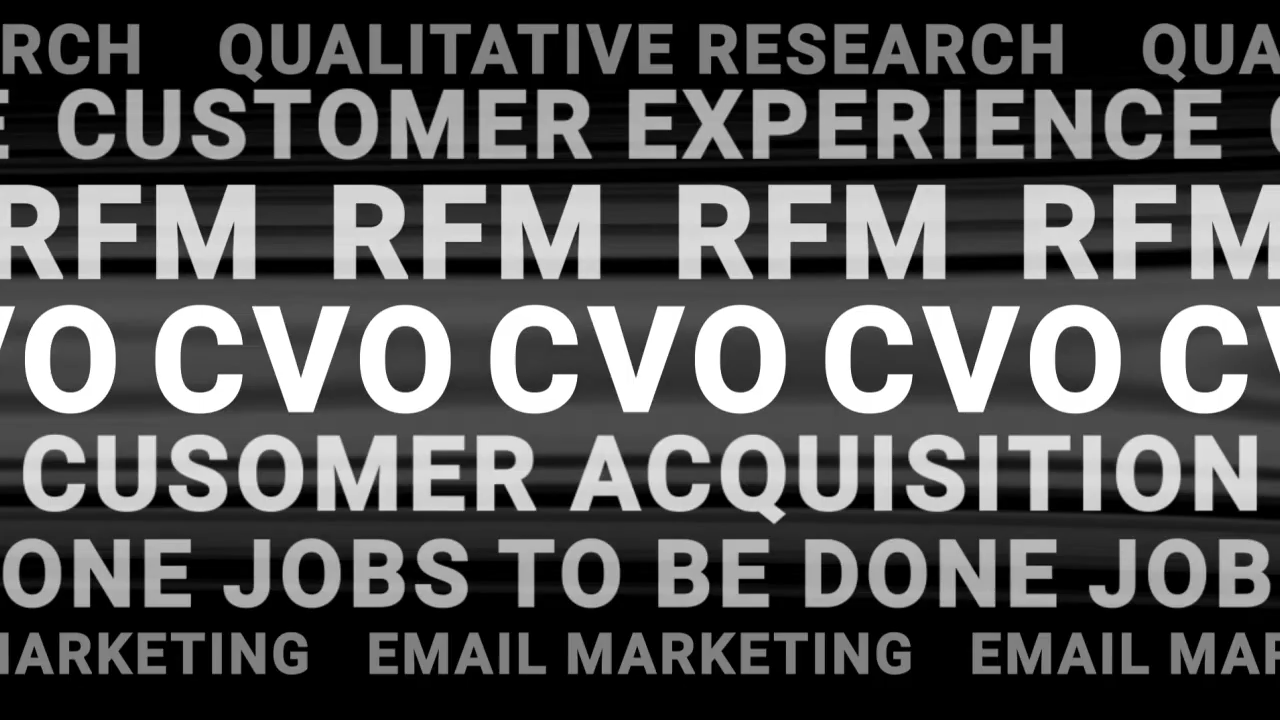 RCH QUALITATIVE RESEARCH QUA
E CUSTOMER EXPERIENCE C
RFM RFM RFM RFM
VO CVO CVO CVO CV
CUSOMER ACQUISITION
ONE JOBS TO BE DONE JOB
MARKETING EMAIL MARKETING EMAIL MAR